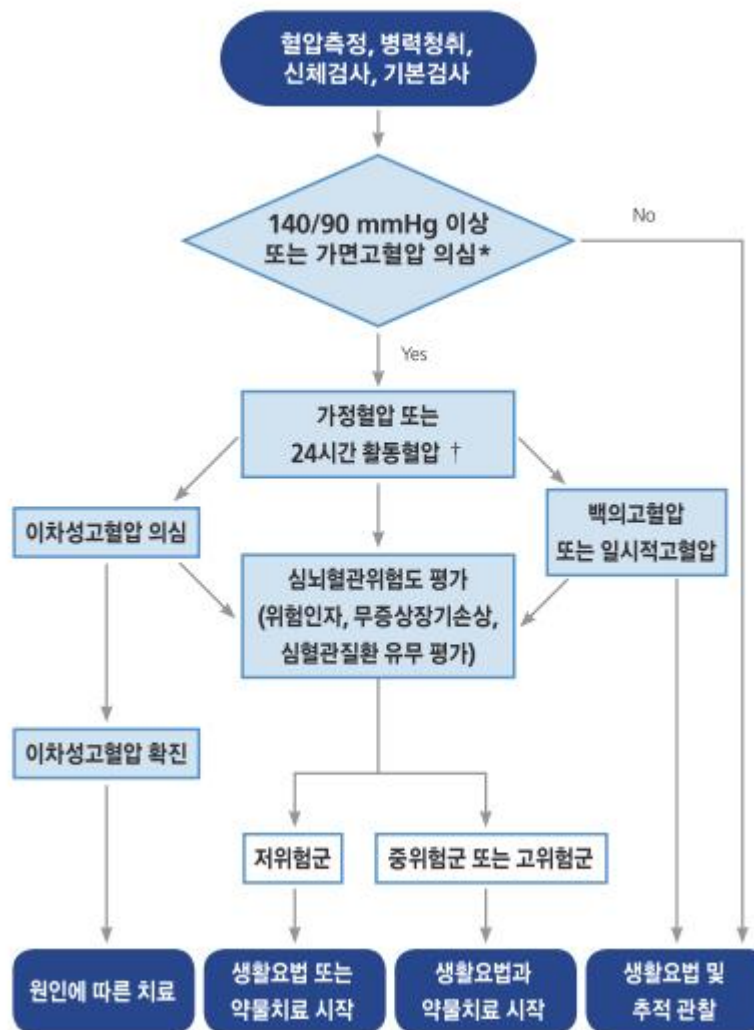 혈압측정, 병력청취,
신체검사, 기본검사
140/90 mmHg 이상
또는 가면고혈압 의심*
No
Yes
가정혈압 또는
24시간 활동혈압 †
이차성고혈압 의심
백의고혈압
또는 일시적고혈압
심뇌혈관위험도 평가
(위험인자, 무증상장기손상,
심혈관질환 유무 평가)
이차성고혈압 확진
저위험군
중위험군 또는 고위험군
원인에 따른 치료
생활요법 또는
약물치료 시작
생활요법과
약물치료 시작
생활요법 및
추적 관찰